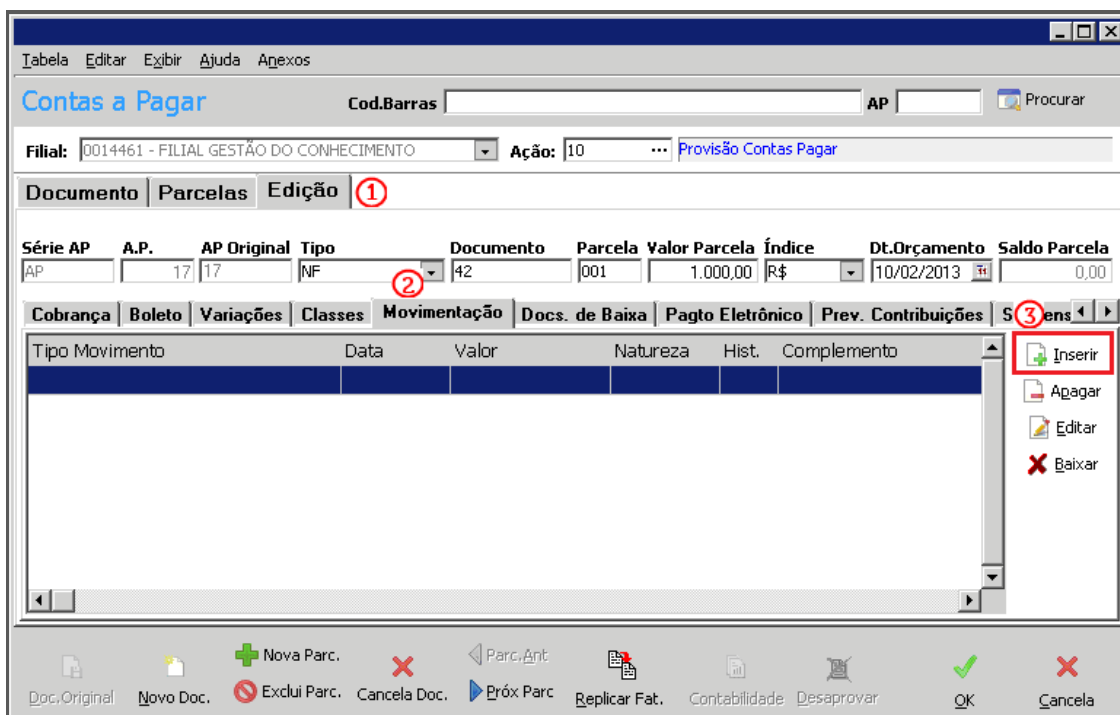 Tabela Editar Exibir Ajuda Anexos
Contas a Pagar Cod.Barras AP Procurar
Filial: 0014461 - FILIAL GESTÃO DO CONHECIMENTO Ação: 10 ... Provisão Contas Pagar
Documento Parcelas Edição 1
Série AP A.P. AP Original Tipo Documento Parcela Valor Parcela Índice Dt.Orçamento Saldo Parcela
AP 17 17 NF 42 001 1.000,00 R$ 10/02/2013 0,00
2
Cobrança Boleto Variações Classes Movimentação Docs. de Baixa Pagto Eletrônico Prev. Contribuições 3
Tipo Movimento Data Valor Natureza Hist. Complemento Inserir
Apagar
Editar
Baixar
Nova Parc. Parc.Ant
Exclui Parc. Próx Parc
Doc.Original Novo Doc. Cancela Doc. Replicar Fat. Contabilidade Desaprovar OK Cancela